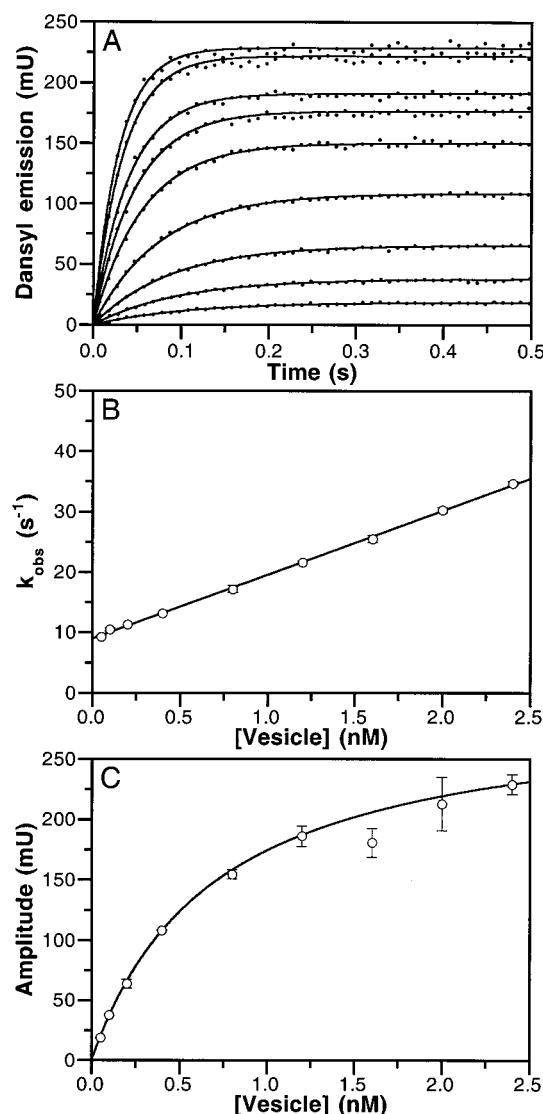 A
Dansyl emission (mU)
250
200
150
100
50
0
0.0 0.1 0.2 0.3 0.4 0.5
Time (s)
B
k_obs (s⁻¹)
50
40
30
20
10
0
0.0 0.5 1.0 1.5 2.0 2.5
[Vesicle] (nM)
C
Amplitude (mU)
250
200
150
100
50
0
0.0 0.5 1.0 1.5 2.0 2.5
[Vesicle] (nM)